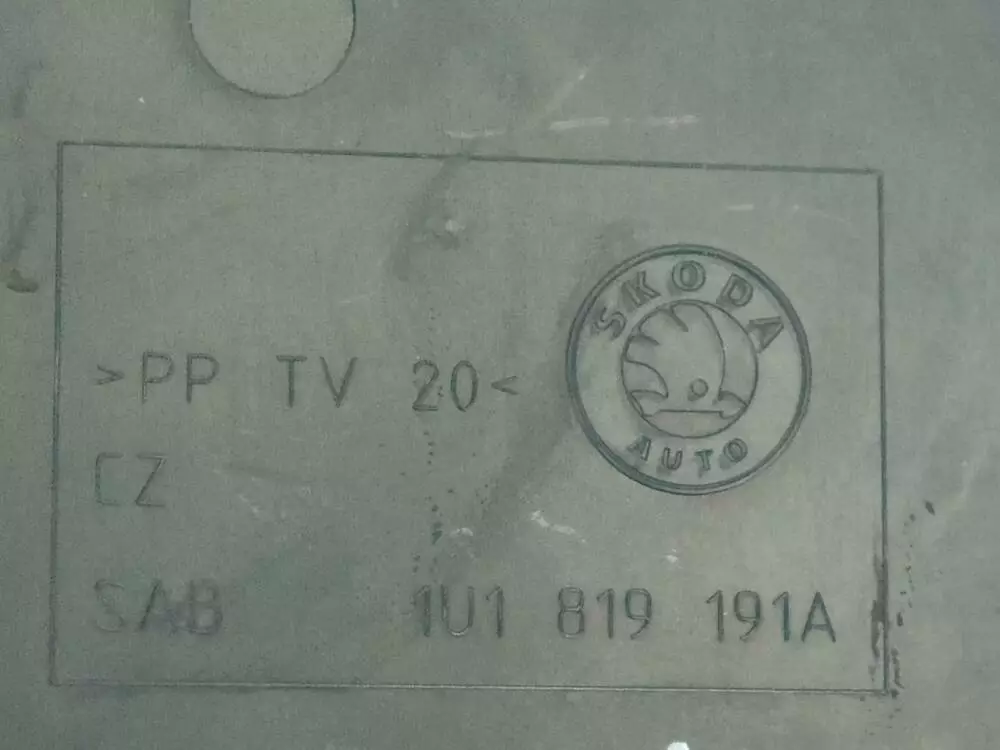 SKODA
AUTO
>PP TV 20<
CZ
SAB 1U1 819 191A